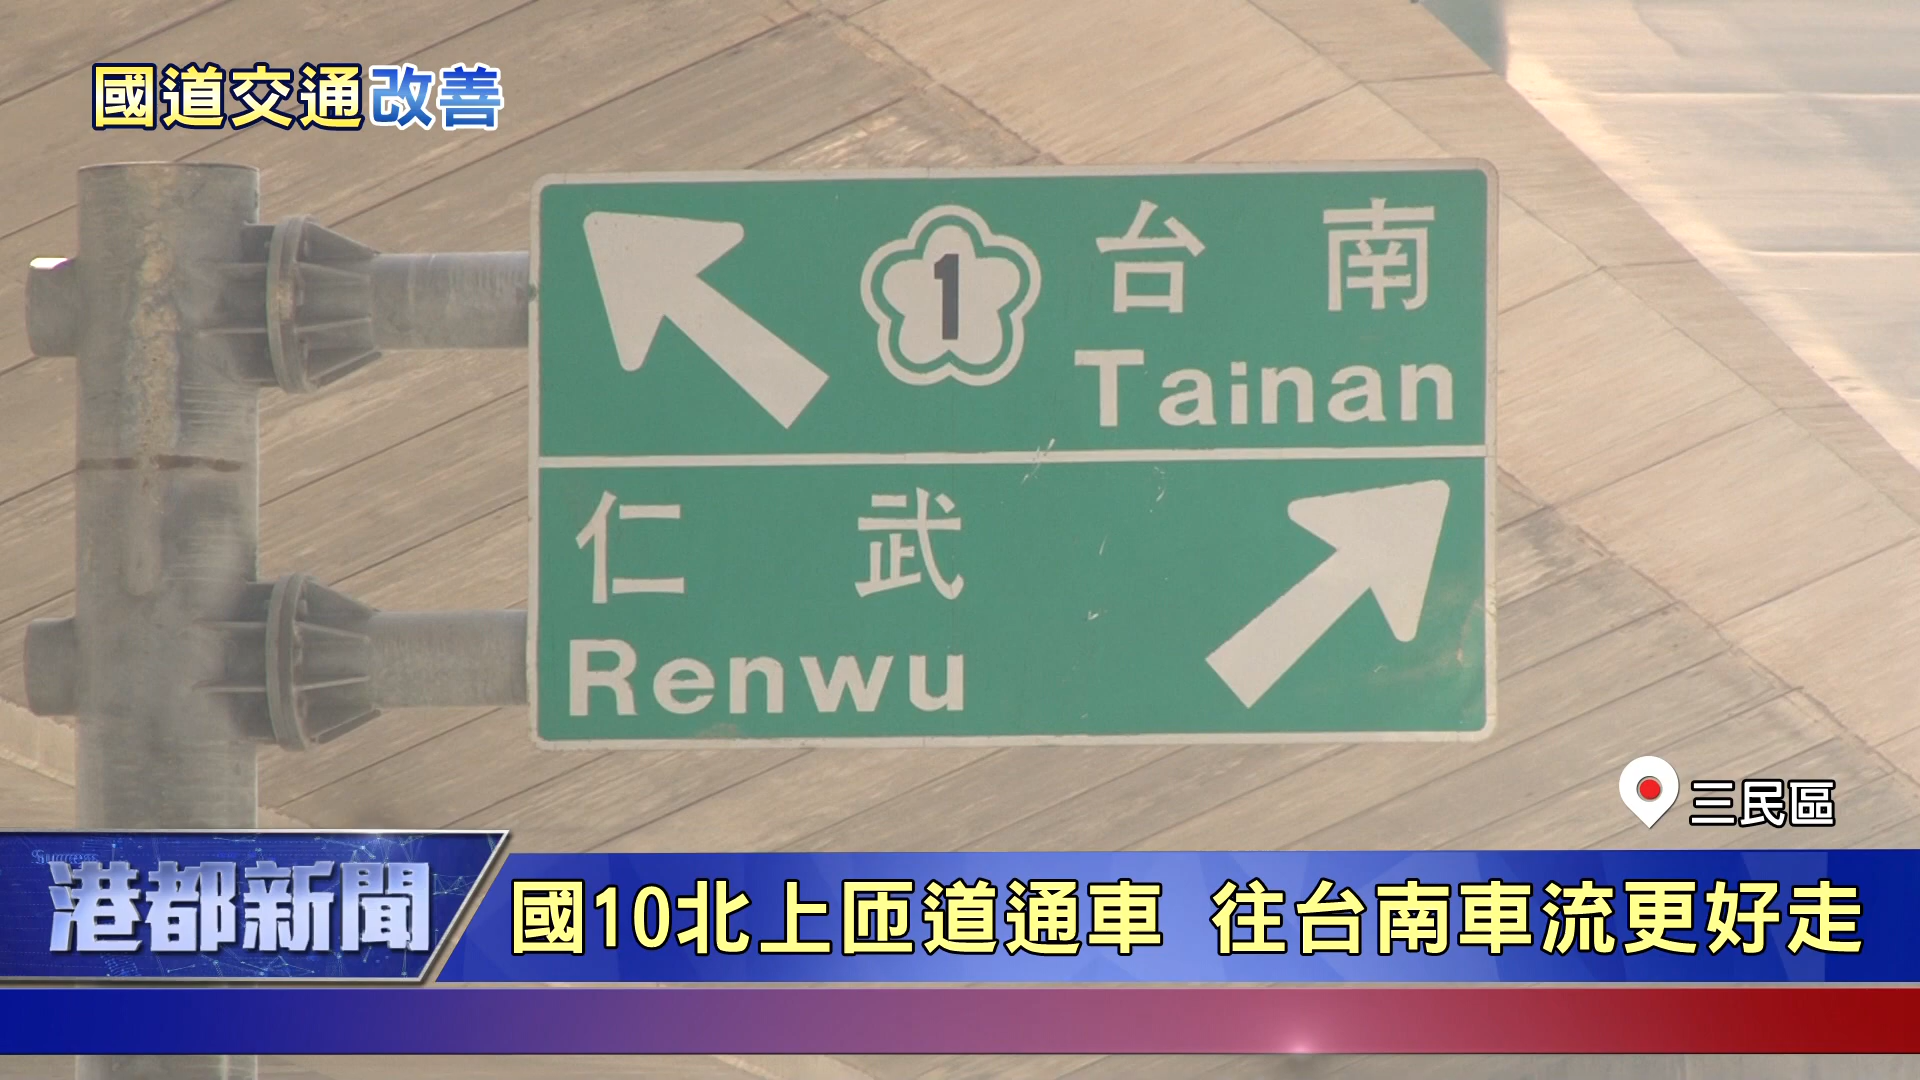 國道交通改善
1 台南
Tainan
仁武
Renwu
三民區
港都新聞
國10北上匝道通車 往台南車流更好走